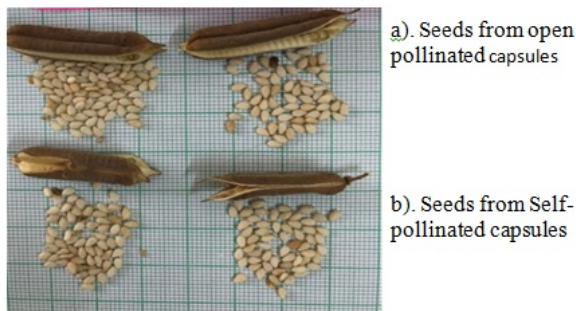 a). Seeds from open
pollinated capsules
b). Seeds from Self-
pollinated capsules